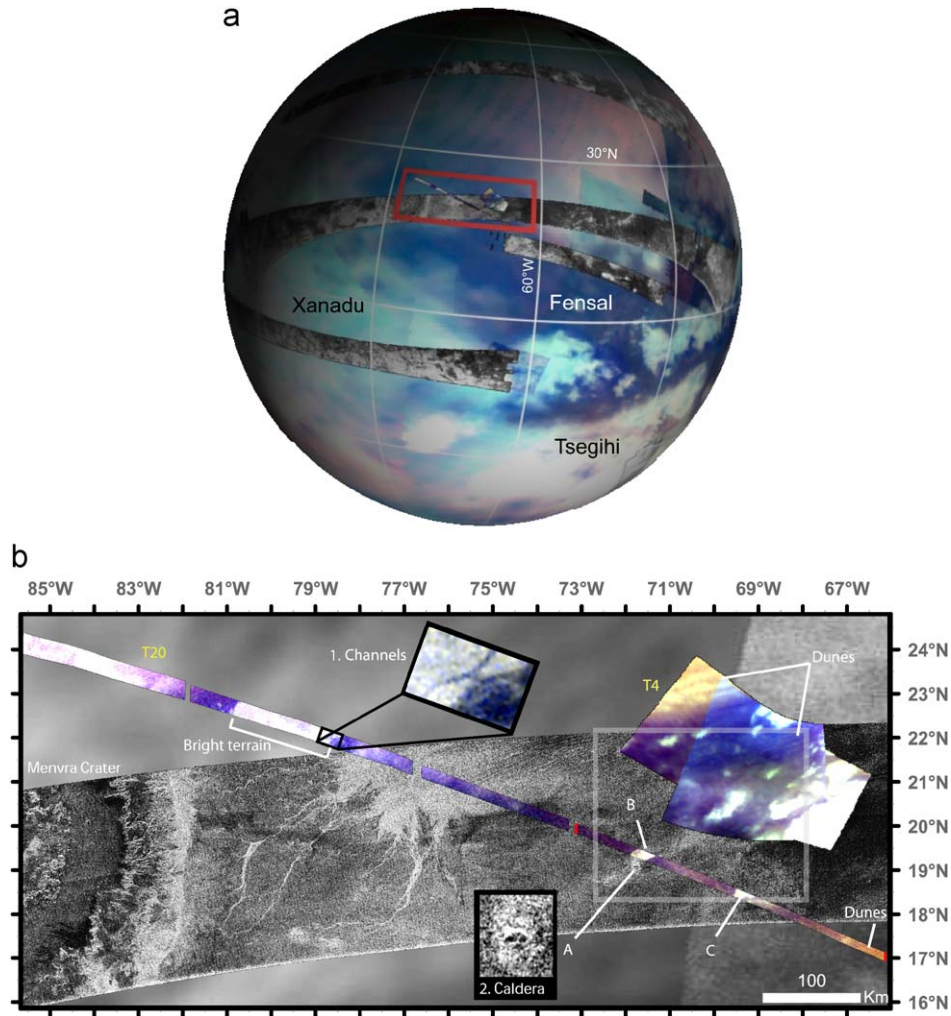 a
30°N
60°W
Xanadu
Fensal
Tsegihi
b
85°W 83°W 81°W 79°W 77°W 75°W 73°W 71°W 69°W 67°W
T20
1. Channels
T4
Dunes
24°N
23°N
22°N
21°N
20°N
19°N
18°N
17°N
16°N
Bright terrain
Menvra Crater
B
A
C
Dunes
2. Caldera
100
Km